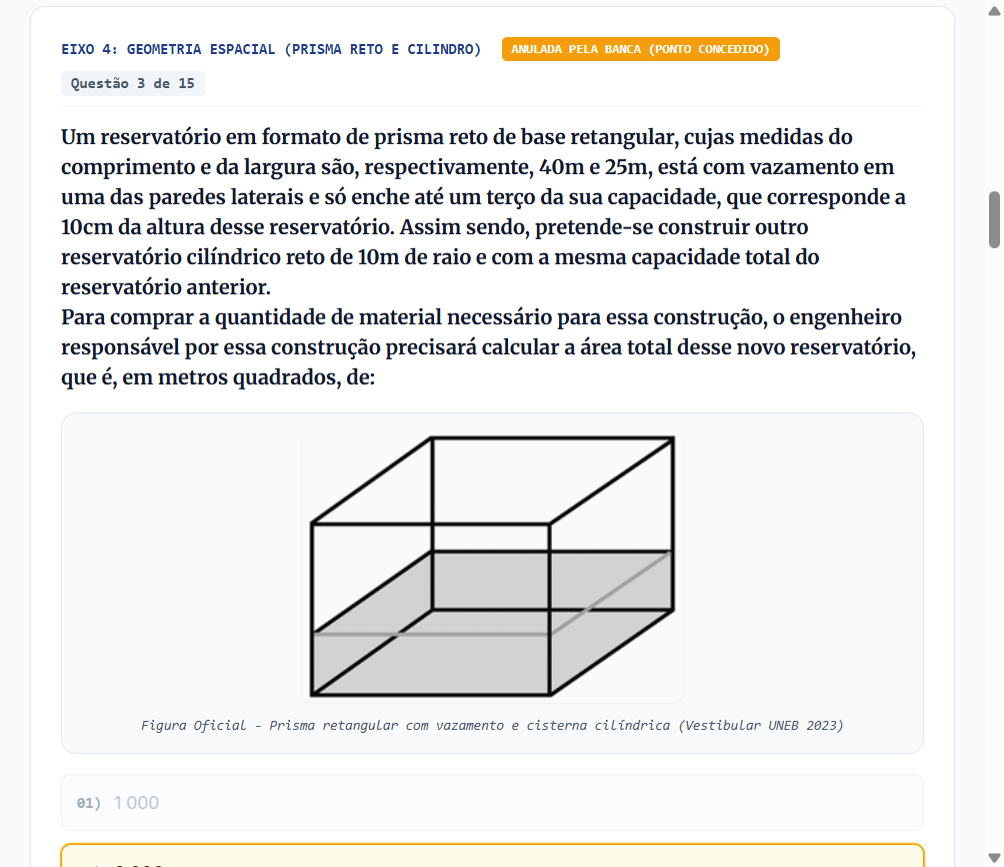 EIXO 4: GEOMETRIA ESPACIAL (PRISMA RETO E CILINDRO)
ANULADA PELA BANCA (PONTO CONCEDIDO)
Questão 3 de 15
Um reservatório em formato de prisma reto de base retangular, cujas medidas do
comprimento e da largura são, respectivamente, 40m e 25m, está com vazamento em
uma das paredes laterais e só enche até um terço da sua capacidade, que corresponde a
10cm da altura desse reservatório. Assim sendo, pretende-se construir outro
reservatório cilíndrico reto de 10m de raio e com a mesma capacidade total do
reservatório anterior.
Para comprar a quantidade de material necessário para essa construção, o engenheiro
responsável por essa construção precisará calcular a área total desse novo reservatório,
que é, em metros quadrados, de:
Figura Oficial - Prisma retangular com vazamento e cisterna cilíndrica (Vestibular UNEB 2023)
01) 1 000